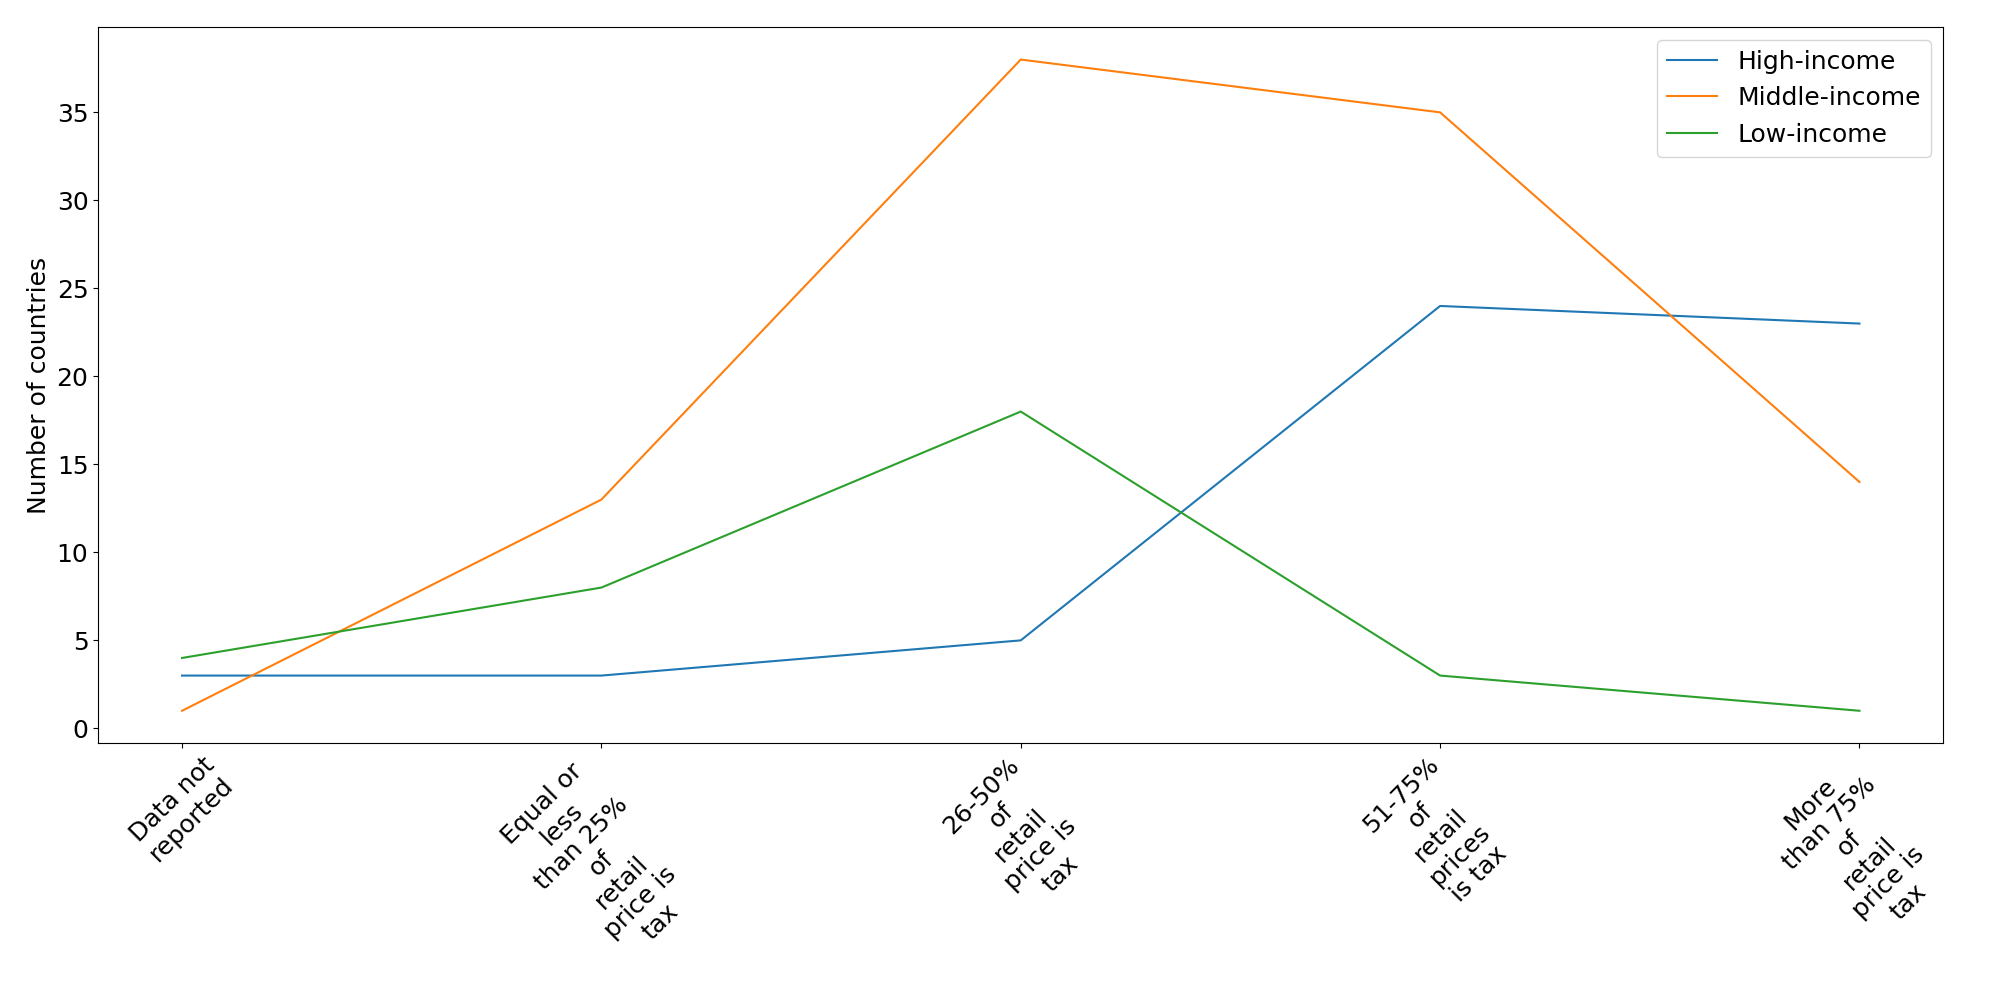 High-income
Middle-income
Low-income
Number of countries
35
30
25
20
15
10
5
0
Data not
reported
Equal or
less
than 25%
of
retail
price is
tax
26-50%
of
retail
price is
tax
51-75%
of
retail
prices
is tax
More
than 75%
of
retail
price is
tax